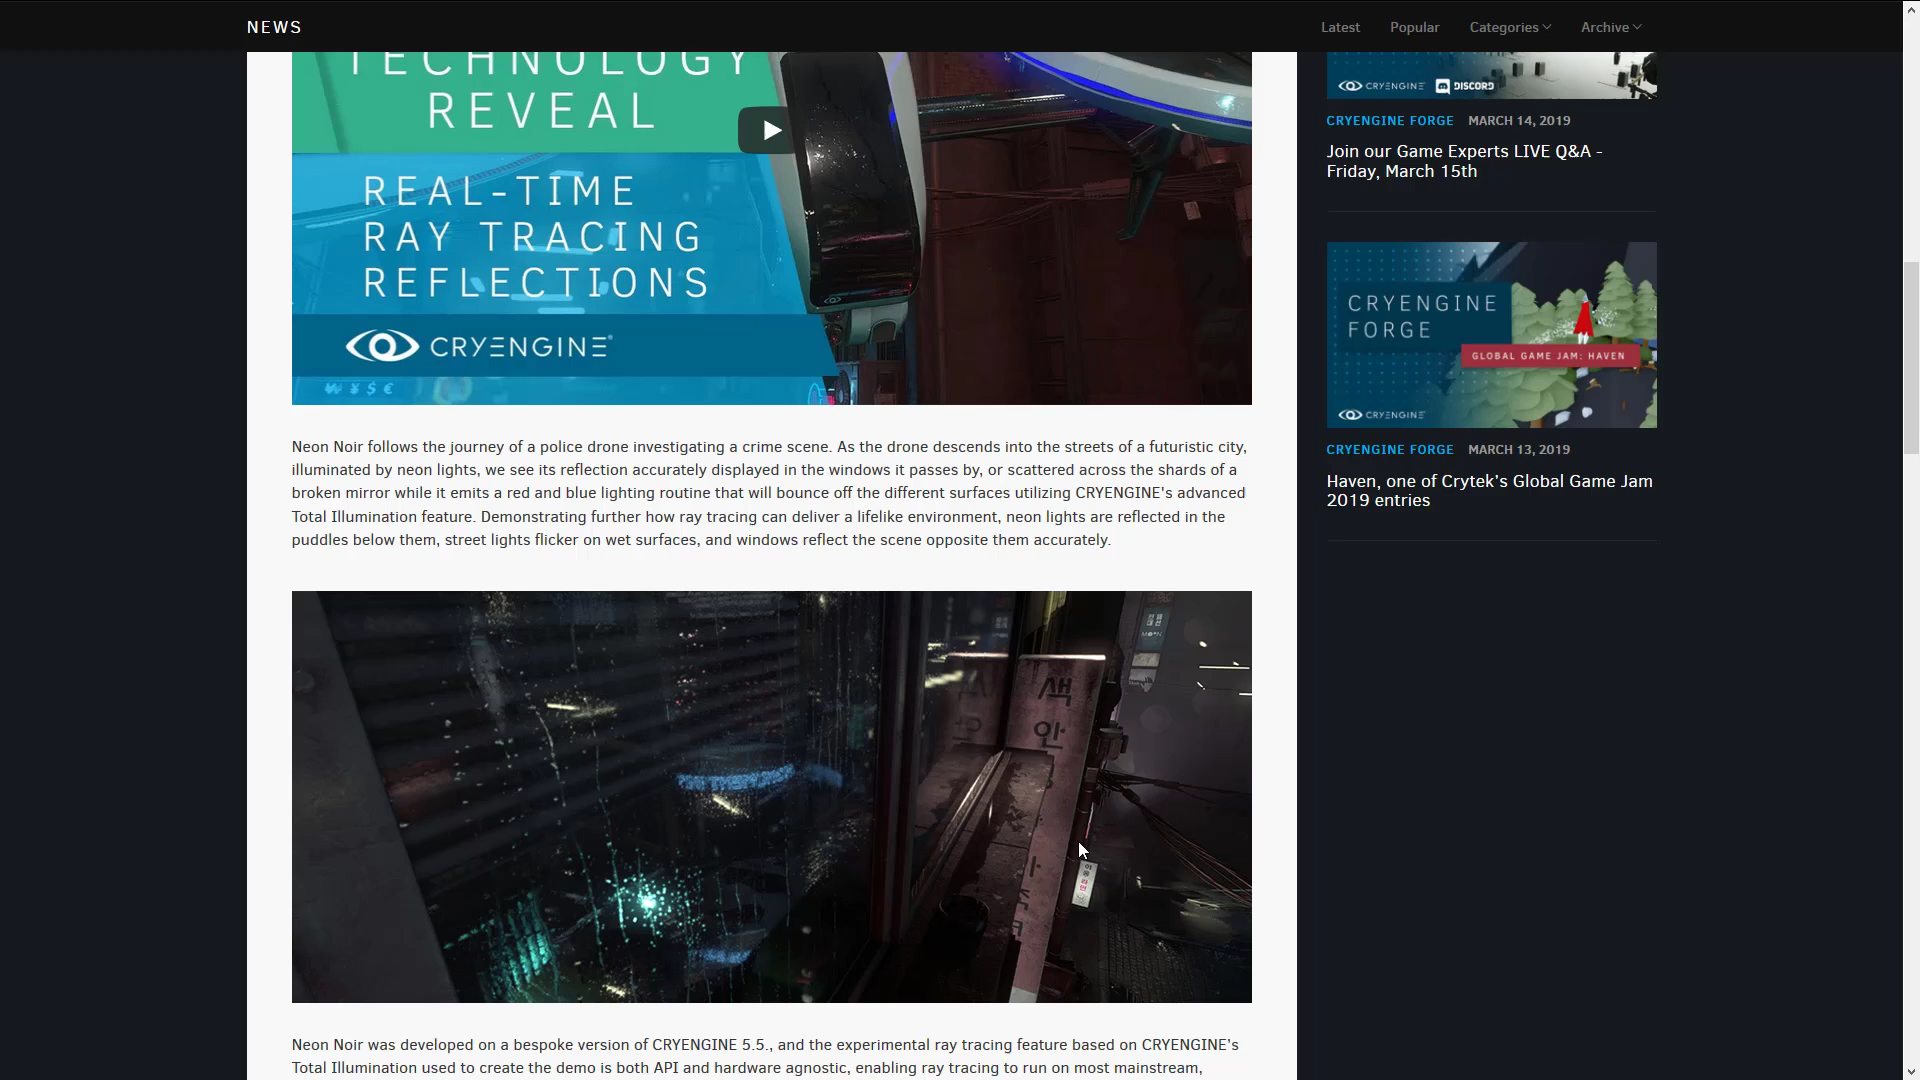 NEWS
Latest
Popular
Categories
Archive
TECHNOLOGY
REVEAL
REAL-TIME
RAY TRACING
REFLECTIONS
CRYENGINE®
₩ ¥ $ €
Neon Noir follows the journey of a police drone investigating a crime scene. As the drone descends into the streets of a futuristic city,
illuminated by neon lights, we see its reflection accurately displayed in the windows it passes by, or scattered across the shards of a
broken mirror while it emits a red and blue lighting routine that will bounce off the different surfaces utilizing CRYENGINE's advanced
Total Illumination feature. Demonstrating further how ray tracing can deliver a lifelike environment, neon lights are reflected in the
puddles below them, street lights flicker on wet surfaces, and windows reflect the scene opposite them accurately.
색
안
Neon Noir was developed on a bespoke version of CRYENGINE 5.5., and the experimental ray tracing feature based on CRYENGINE’s
Total Illumination used to create the demo is both API and hardware agnostic, enabling ray tracing to run on most mainstream,
CRYENGINE DISCORD
CRYENGINE FORGE MARCH 14, 2019
Join our Game Experts LIVE Q&A -
Friday, March 15th
CRYENGINE
FORGE
GLOBAL GAME JAM: HAVEN
CRYENGINE
CRYENGINE FORGE MARCH 13, 2019
Haven, one of Crytek’s Global Game Jam
2019 entries